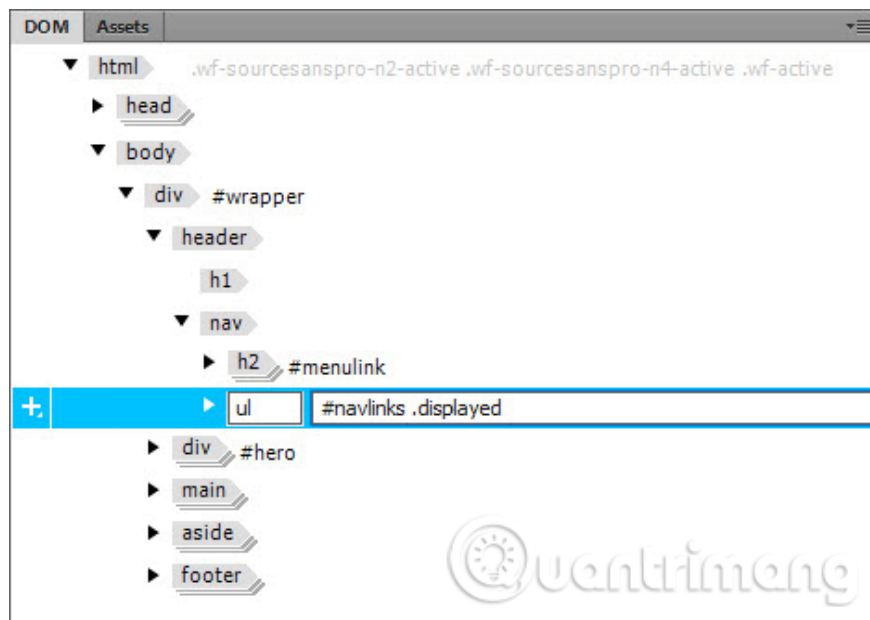 DOM Assets
html .wf-sourcesanspro-n2-active .wf-sourcesanspro-n4-active .wf-active
head
body
div #wrapper
header
h1
nav
h2 #menulink
ul #navlinks .displayed
div #hero
main
aside
footer
Quantrimang